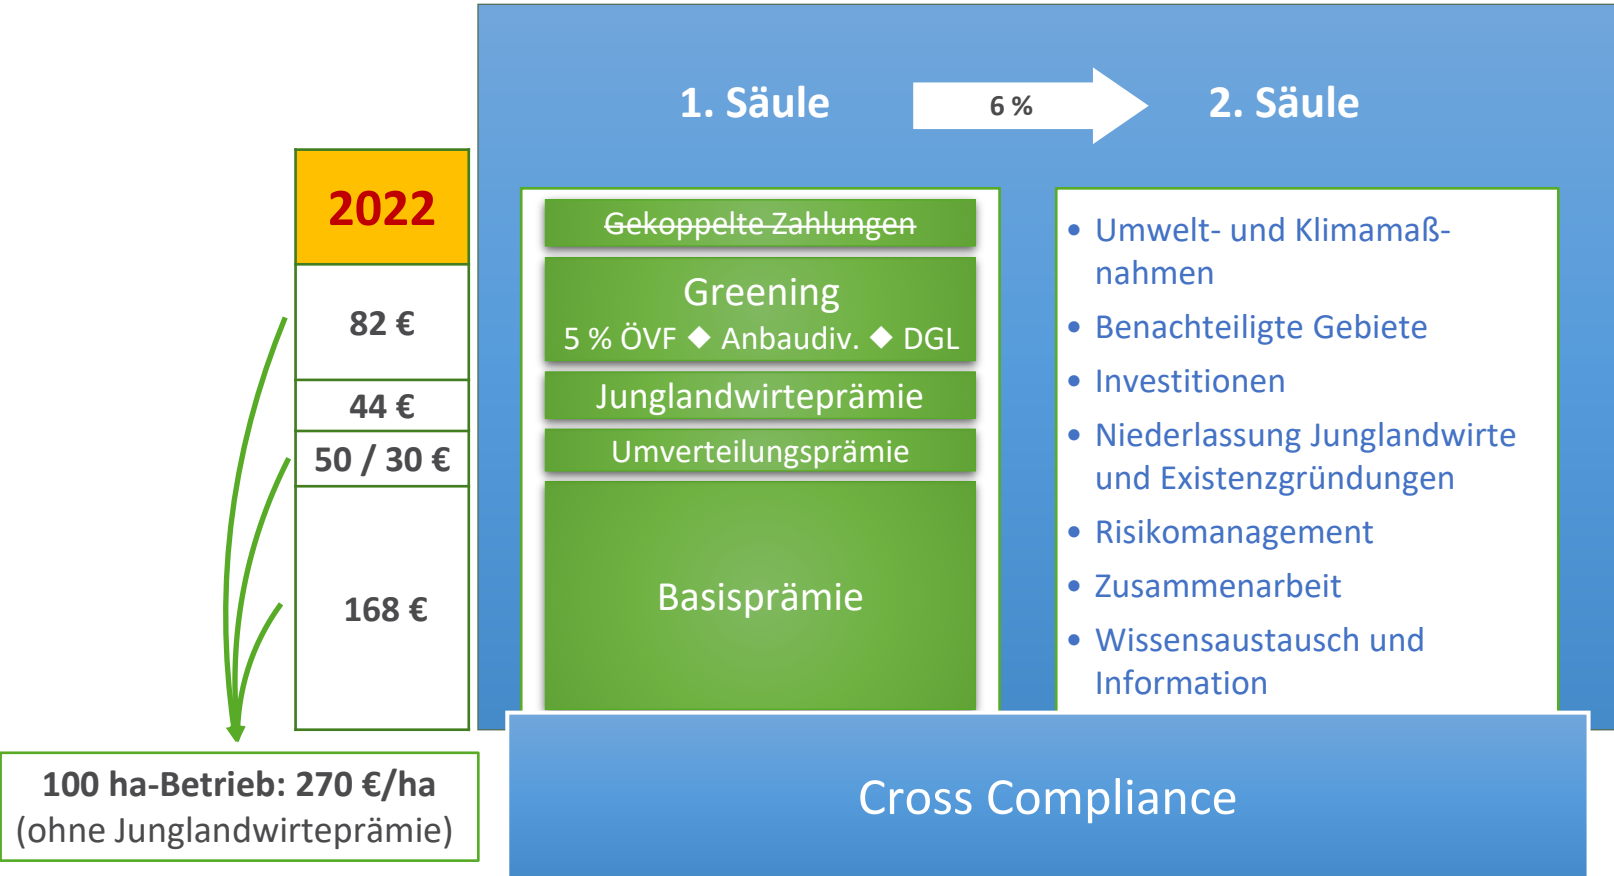 1. Säule
6 %
2. Säule
2022
82 €
44 €
50 / 30 €
168 €
Gekoppelte Zahlungen
Greening
5 % ÖVF ◆ Anbaudiv. ◆ DGL
Junglandwirteprämie
Umverteilungsprämie
Basisprämie
• Umwelt- und Klimamaß-
nahmen
• Benachteiligte Gebiete
• Investitionen
• Niederlassung Junglandwirte
und Existenzgründungen
• Risikomanagement
• Zusammenarbeit
• Wissensaustausch und
Information
100 ha-Betrieb: 270 €/ha
(ohne Junglandwirteprämie)
Cross Compliance